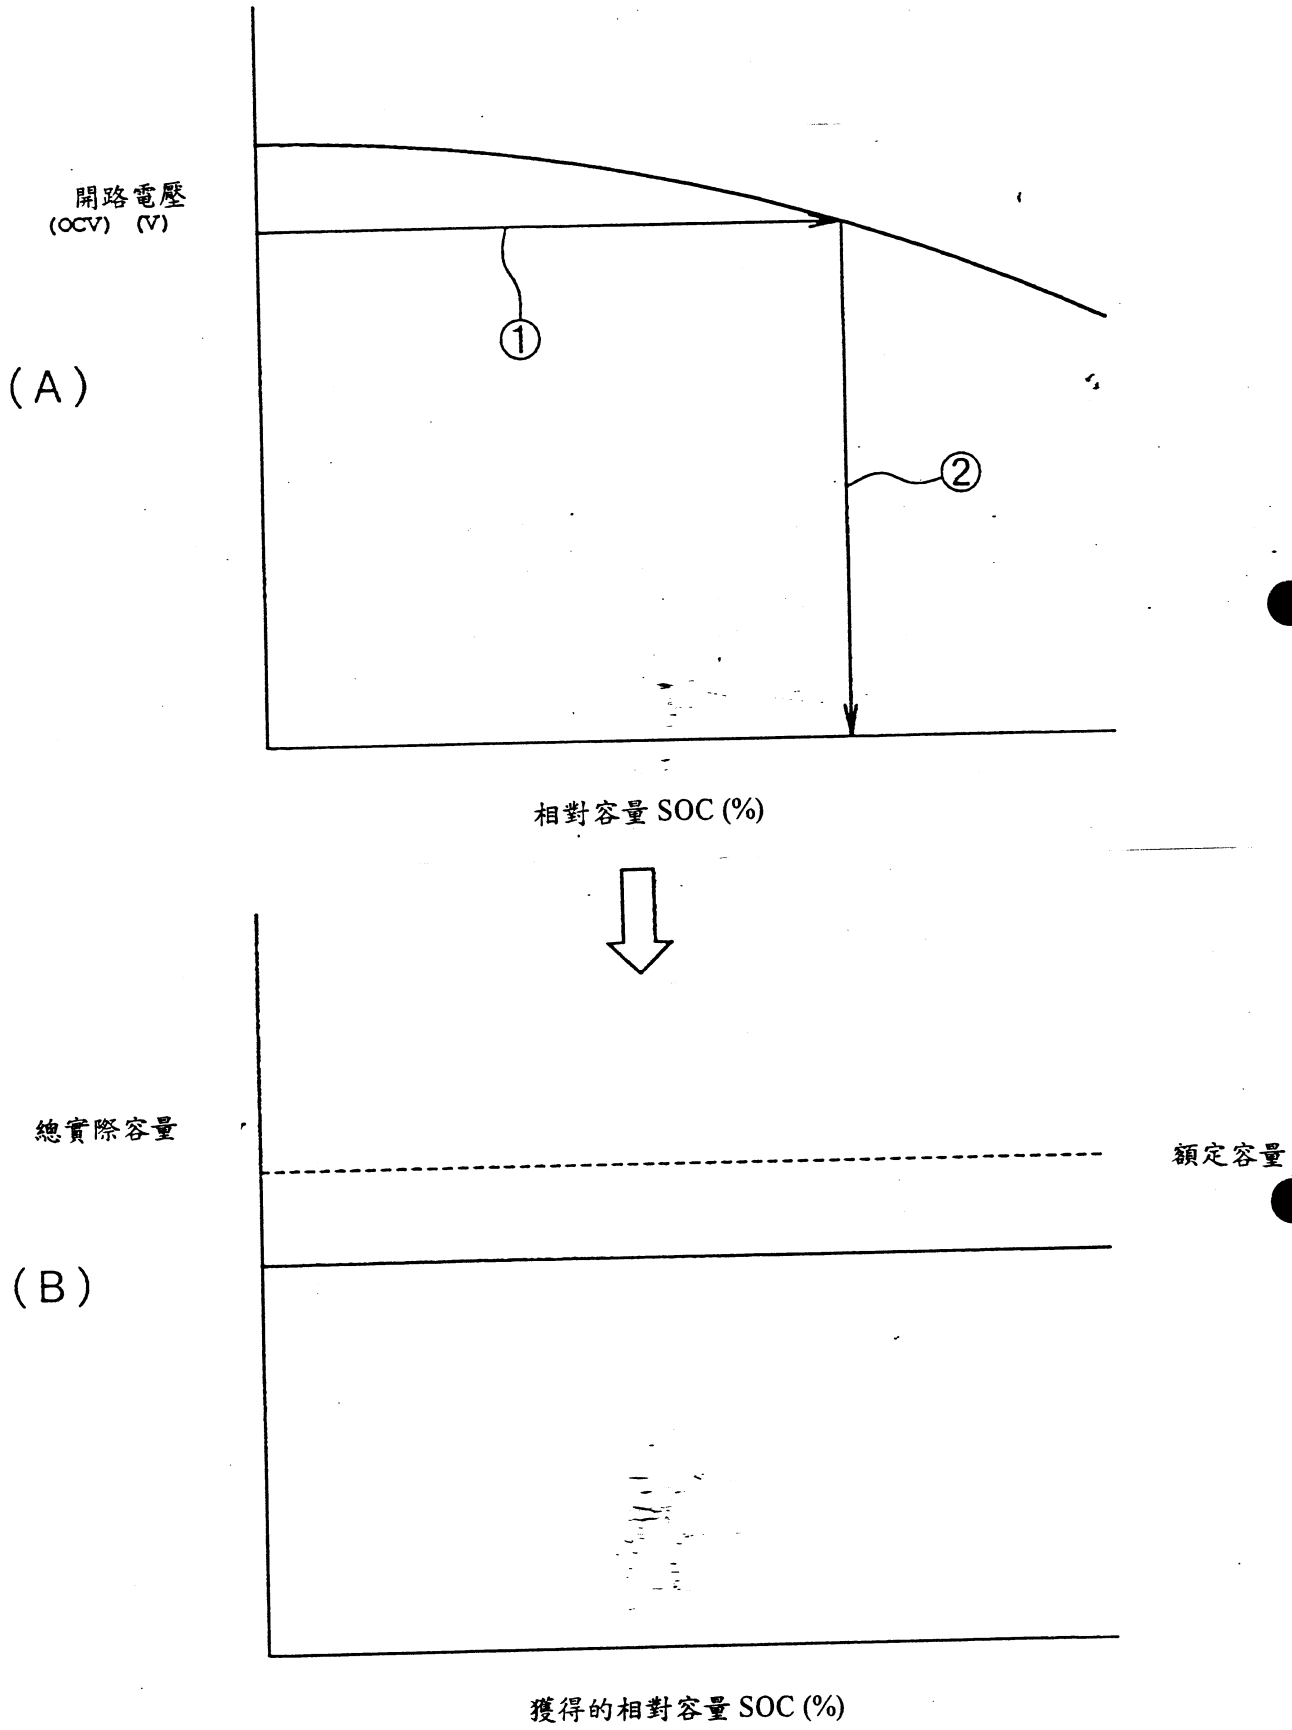 開路電壓
(OCV) (V)
①
(A)
②
相對容量 SOC (%)
總實際容量
額定容量
(B)
獲得的相對容量 SOC (%)